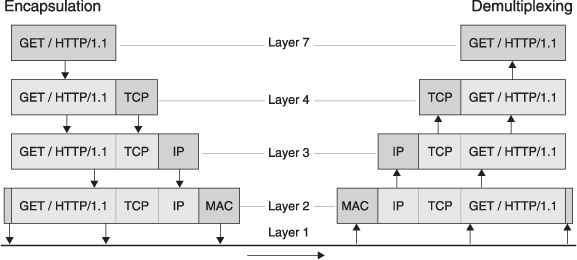 Encapsulation Demultiplexing
GET / HTTP/1.1 Layer 7 GET / HTTP/1.1
GET / HTTP/1.1 TCP Layer 4 TCP GET / HTTP/1.1
GET / HTTP/1.1 TCP IP Layer 3 IP TCP GET / HTTP/1.1
GET / HTTP/1.1 TCP IP MAC Layer 2 MAC IP TCP GET / HTTP/1.1
Layer 1